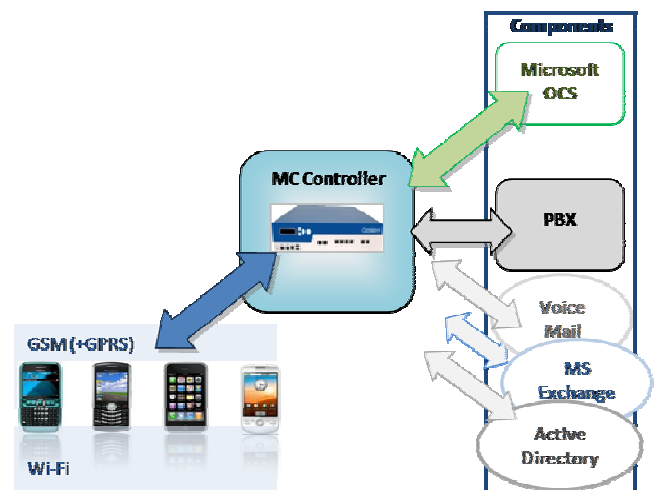 Components
Microsoft
OCS
MC Controller
PBX
Voice
Mail
GSM (+GPRS)
MS
Exchange
Active
Directory
Wi-Fi